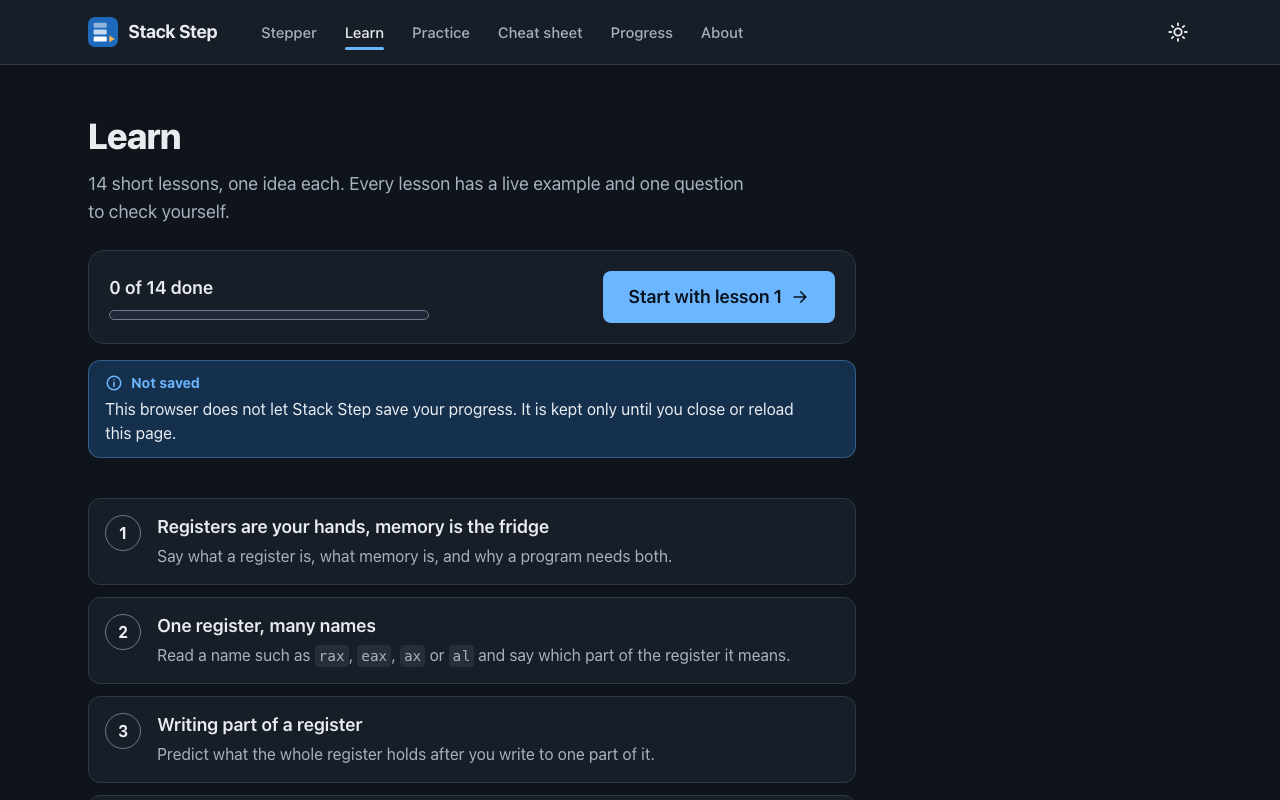 Stack Step
Stepper
Learn
Practice
Cheat sheet
Progress
About
Learn
14 short lessons, one idea each. Every lesson has a live example and one question
to check yourself.
0 of 14 done
Start with lesson 1 →
Not saved
This browser does not let Stack Step save your progress. It is kept only until you close or reload
this page.
1
Registers are your hands, memory is the fridge
Say what a register is, what memory is, and why a program needs both.
2
One register, many names
Read a name such as rax, eax, ax or al and say which part of the register it means.
3
Writing part of a register
Predict what the whole register holds after you write to one part of it.